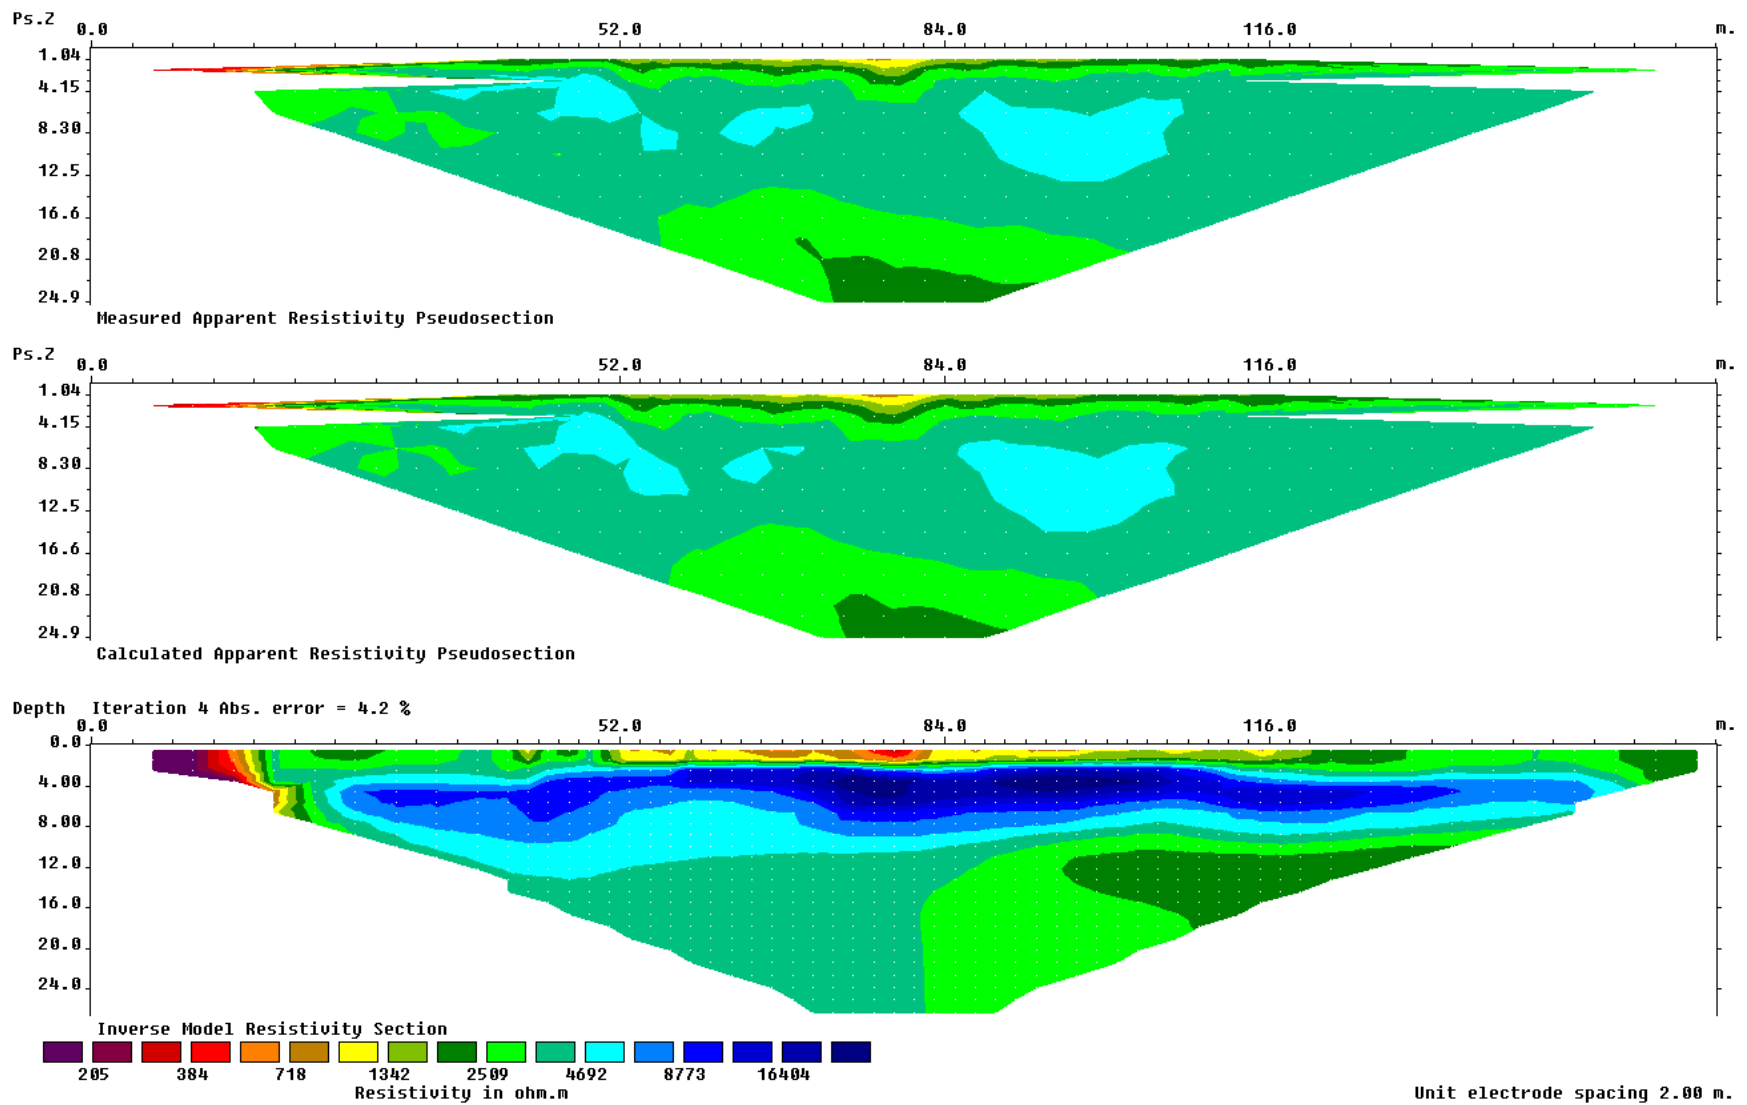 Ps.Z 0.0 52.0 84.0 116.0 m.
1.04
4.15
8.30
12.5
16.6
20.8
24.9
Measured Apparent Resistivity Pseudosection
Ps.Z 0.0 52.0 84.0 116.0 m.
1.04
4.15
8.30
12.5
16.6
20.8
24.9
Calculated Apparent Resistivity Pseudosection
Depth Iteration 4 Abs. error = 4.2 %
0.0 52.0 84.0 116.0 m.
0.0
4.00
8.00
12.0
16.0
20.0
24.0
Inverse Model Resistivity Section
205 384 718 1342 2509 4692 8773 16404
Resistivity in ohm.m
Unit electrode spacing 2.00 m.